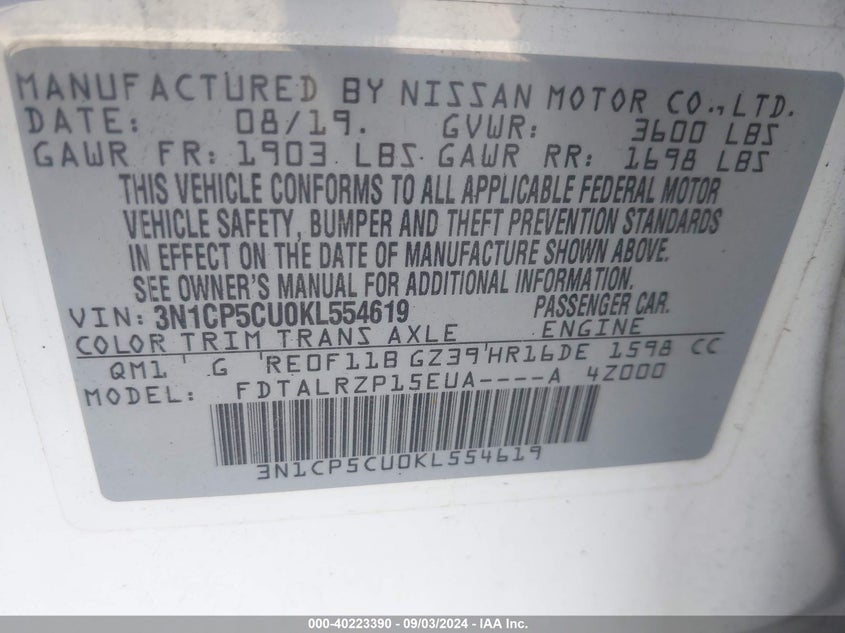 MANUFACTURED BY NISSAN MOTOR CO., LTD.
DATE: 08/19. GVWR: 3600 LBS
GAWR FR: 1903 LBS. GAWR RR: 1698 LBS
THIS VEHICLE CONFORMS TO ALL APPLICABLE FEDERAL MOTOR
VEHICLE SAFETY, BUMPER AND THEFT PREVENTION STANDARDS
IN EFFECT ON THE DATE OF MANUFACTURE SHOWN ABOVE.
SEE OWNER'S MANUAL FOR ADDITIONAL INFORMATION.
VIN: 3N1CP5CU0KL554619 PASSENGER CAR.
COLOR TRIM TRANS AXLE ENGINE
QM1 G RE0F11B GZ39 HR16DE 1598 CC
MODEL: FDTALRZP15EUA----A 4Z000
3N1CP5CU0KL554619
000-40223390 - 09/03/2024 - IAA Inc.